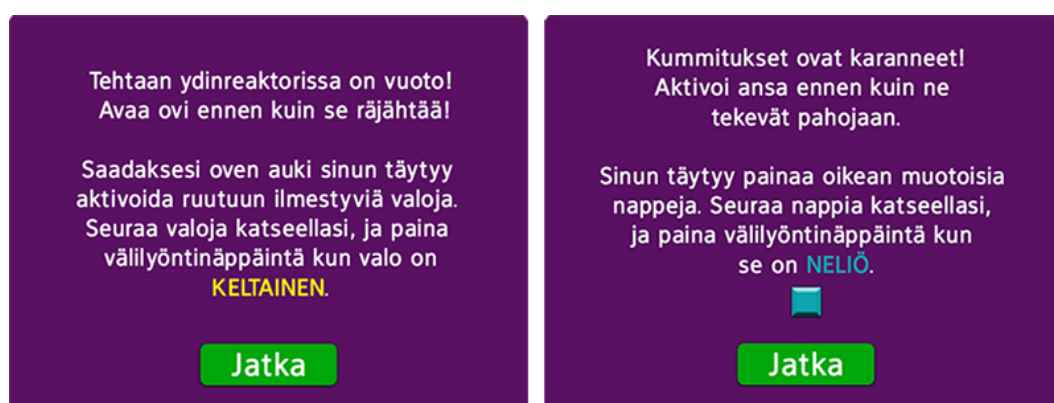 Tehtaan ydinreaktorissa on vuoto!
Avaa ovi ennen kuin se räjähtää!
Saadaksesi oven auki sinun täytyy
aktivoida ruutuun ilmestyviä valoja.
Seuraa valoja katseellasi, ja paina
välilyöntinäppäintä kun valo on
KELTAINEN.
Jatka
Kummitukset ovat karanneet!
Aktivoi ansa ennen kuin ne
tekevät pahojaan.
Sinun täytyy painaa oikean muotoisia
nappeja. Seuraa nappia katseellasi,
ja paina välilyöntinäppäintä kun
se on NELIÖ.
Jatka